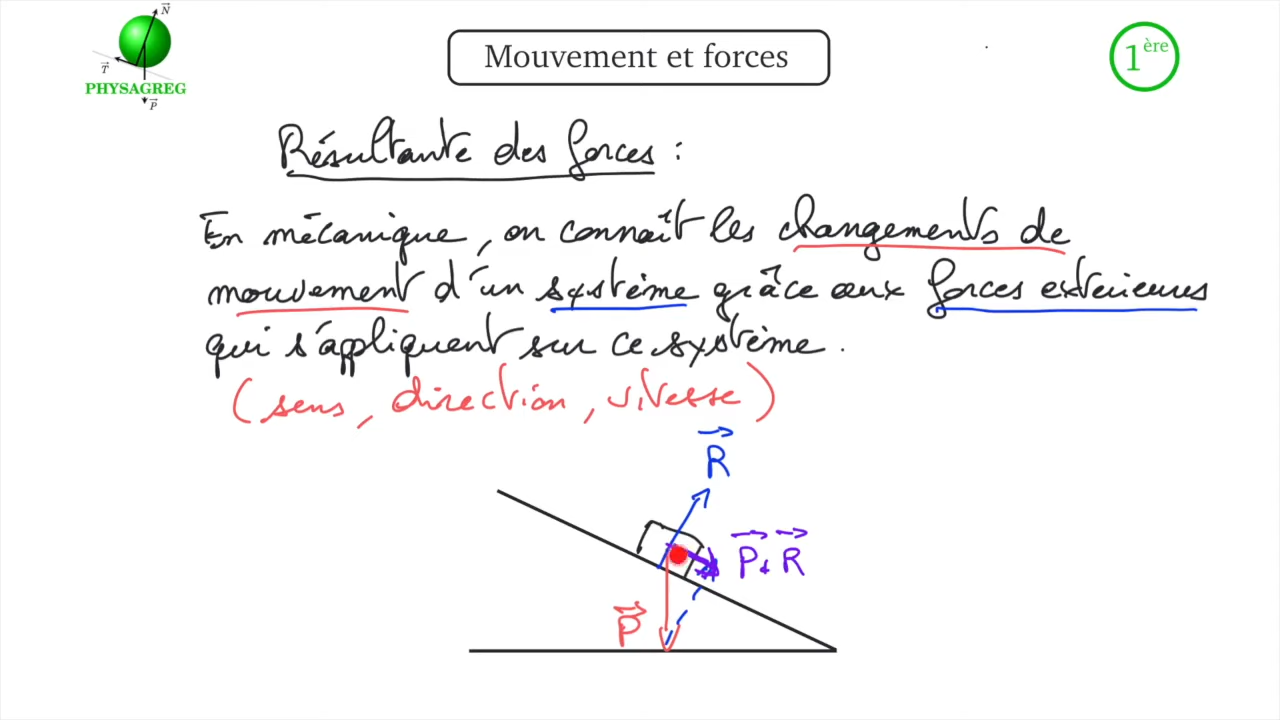 N
T
PHYSAGREG
P
Mouvement et forces
1ère
Résultante des forces :
En mécanique, on connaît les changements de
mouvement d'un système grâce aux forces extérieures
qui s'appliquent sur ce système.
(sens, direction, vitesse)
R
P + R
P